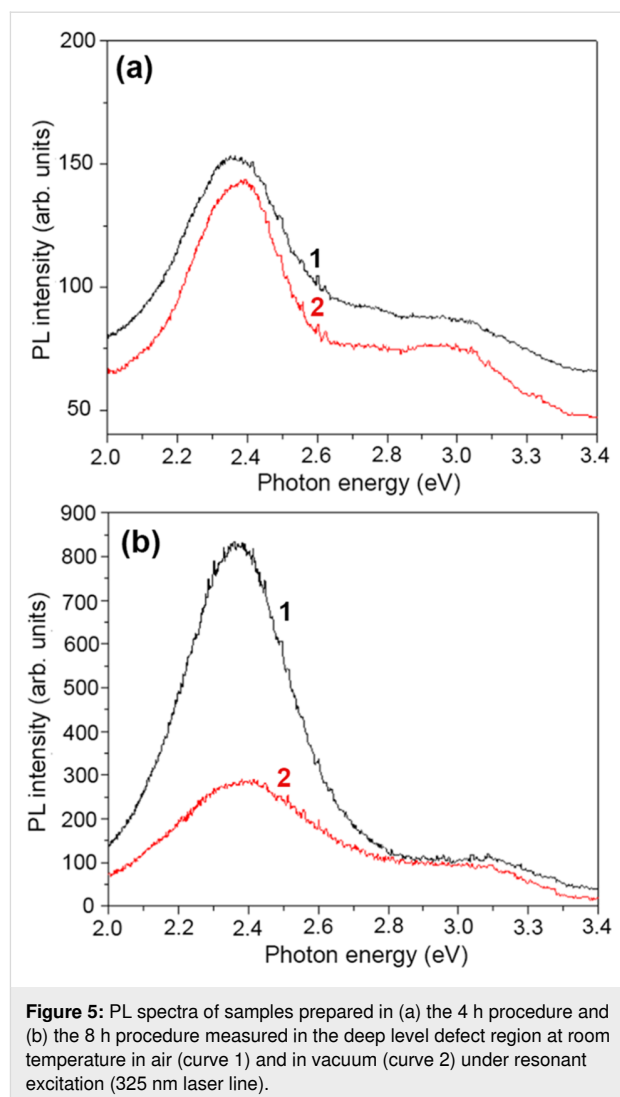 (a)
200
150
100
50
PL intensity (arb. units)
1
2
2.0 2.2 2.4 2.6 2.8 3.0 3.3 3.4
Photon energy (eV)
(b)
900
800
700
600
500
400
300
200
100
0
PL intensity (arb. units)
1
2
2.0 2.2 2.4 2.6 2.8 3.0 3.3 3.4
Photon energy (eV)
Figure 5: PL spectra of samples prepared in (a) the 4 h procedure and
(b) the 8 h procedure measured in the deep level defect region at room
temperature in air (curve 1) and in vacuum (curve 2) under resonant
excitation (325 nm laser line).